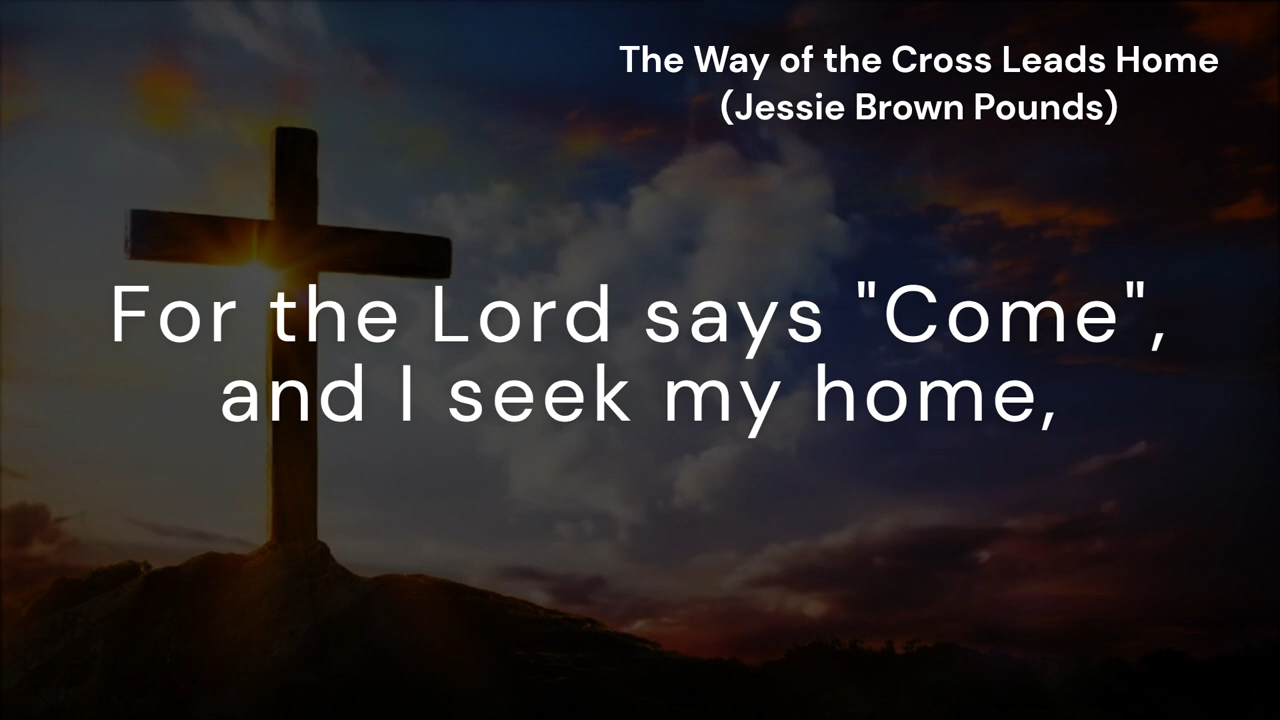 The Way of the Cross Leads Home
(Jessie Brown Pounds)
For the Lord says "Come",
and I seek my home,